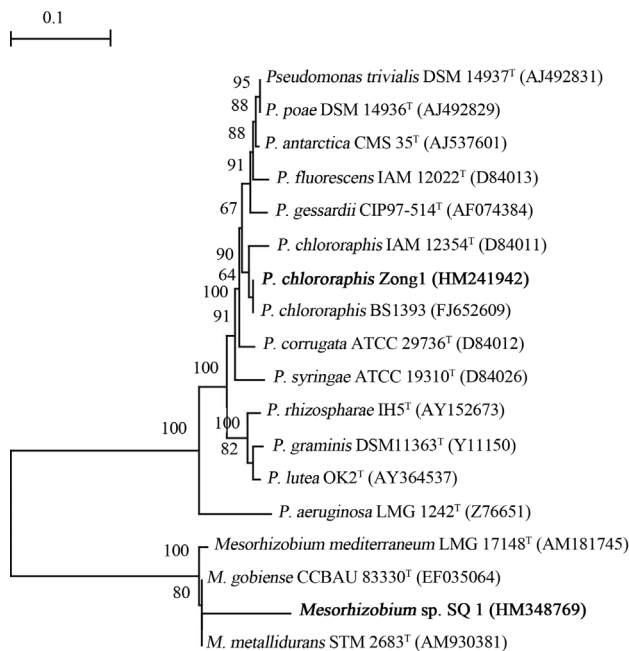 0.1
95
Pseudomonas trivialis DSM 14937ᵀ (AJ492831)
88
P. poae DSM 14936ᵀ (AJ492829)
88
P. antarctica CMS 35ᵀ (AJ537601)
91
P. fluorescens IAM 12022ᵀ (D84013)
67
P. gessardii CIP97-514ᵀ (AF074384)
P. chlororaphis IAM 12354ᵀ (D84011)
90
64
P. chlororaphis Zong1 (HM241942)
100
P. chlororaphis BS1393 (FJ652609)
91
P. corrugata ATCC 29736ᵀ (D84012)
100
P. syringae ATCC 19310ᵀ (D84026)
P. rhizospharae IH5ᵀ (AY152673)
100
100
82
P. graminis DSM11363ᵀ (Y11150)
P. lutea OK2ᵀ (AY364537)
P. aeruginosa LMG 1242ᵀ (Z76651)
100
Mesorhizobium mediterraneum LMG 17148ᵀ (AM181745)
M. gobiense CCBAU 83330ᵀ (EF035064)
80
Mesorhizobium sp. SQ 1 (HM348769)
M. metallidurans STM 2683ᵀ (AM930381)